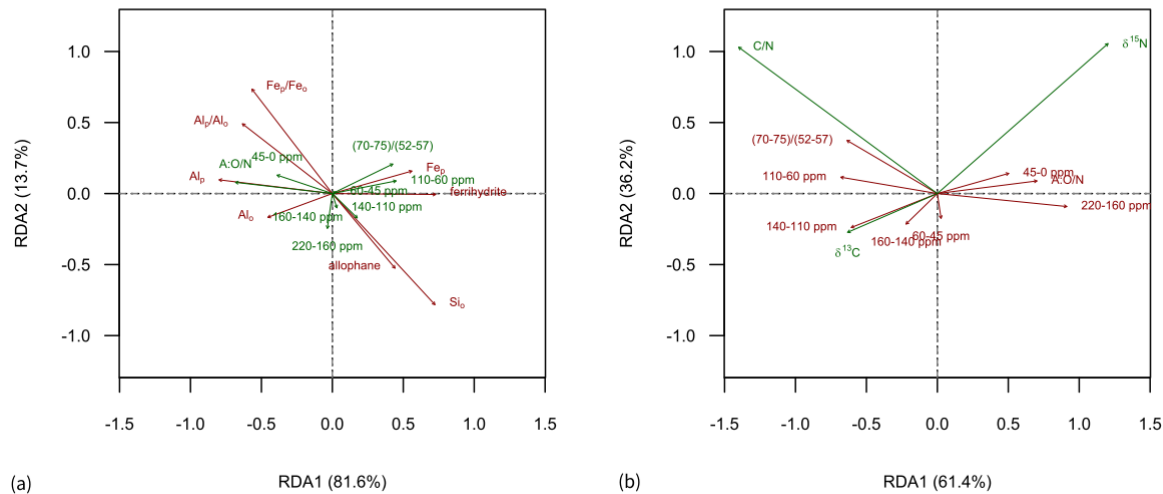 1.0
0.5
0.0
-0.5
-1.0
RDA2 (13.7%)
Feₚ/Feₒ
Alₚ/Alₒ
(70-75)/(52-57)
45-0 ppm
A:O/N
Feₚ
Alₚ
110-60 ppm
60-45 ppm
ferrihydrite
140-110 ppm
Alₒ
160-140 ppm
220-160 ppm
allophane
Siₒ
-1.5 -1.0 -0.5 0.0 0.5 1.0 1.5
(a)
RDA1 (81.6%)
1.0
0.5
0.0
-0.5
-1.0
RDA2 (36.2%)
C/N
δ¹⁵N
(70-75)/(52-57)
110-60 ppm
45-0 ppm
A:O/N
220-160 ppm
140-110 ppm
60-45 ppm
160-140 ppm
δ¹³C
-1.5 -1.0 -0.5 0.0 0.5 1.0 1.5
(b)
RDA1 (61.4%)